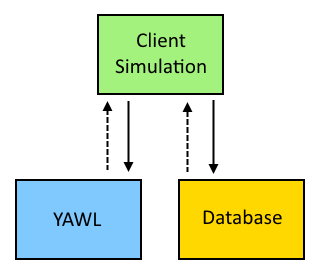 Client
Simulation
YAWL
Database